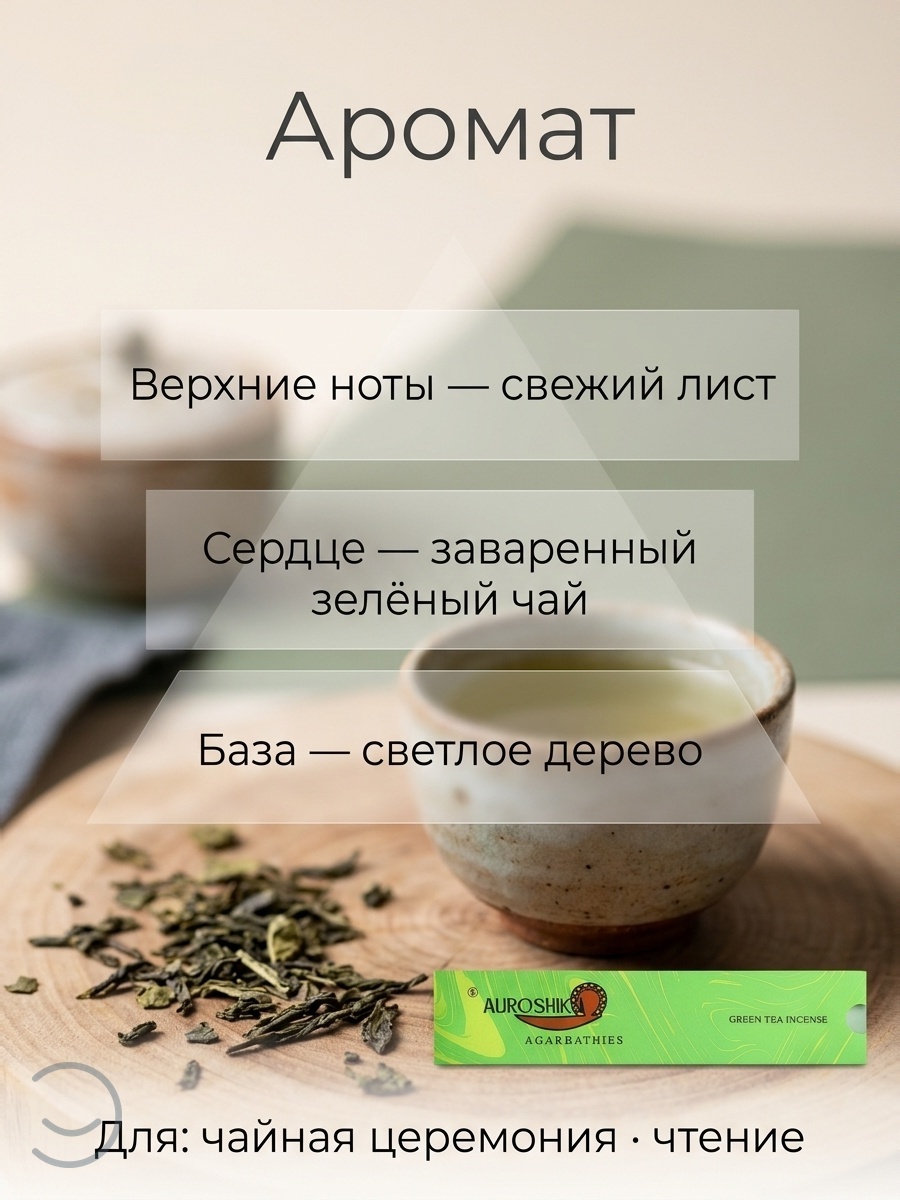 Аромат
Верхние ноты — свежий лист
Сердце — заваренный
зелёный чай
База — светлое дерево
AUROSHIKA
AGARBATHIES
GREEN TEA INCENSE
Для: чайная церемония · чтение